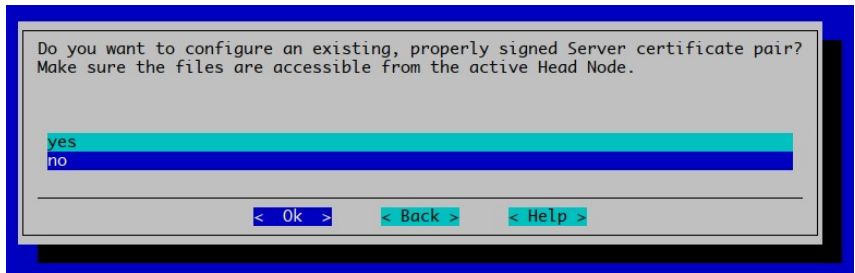 Do you want to configure an existing, properly signed Server certificate pair?
Make sure the files are accessible from the active Head Node.
yes
no
< Ok > < Back > < Help >